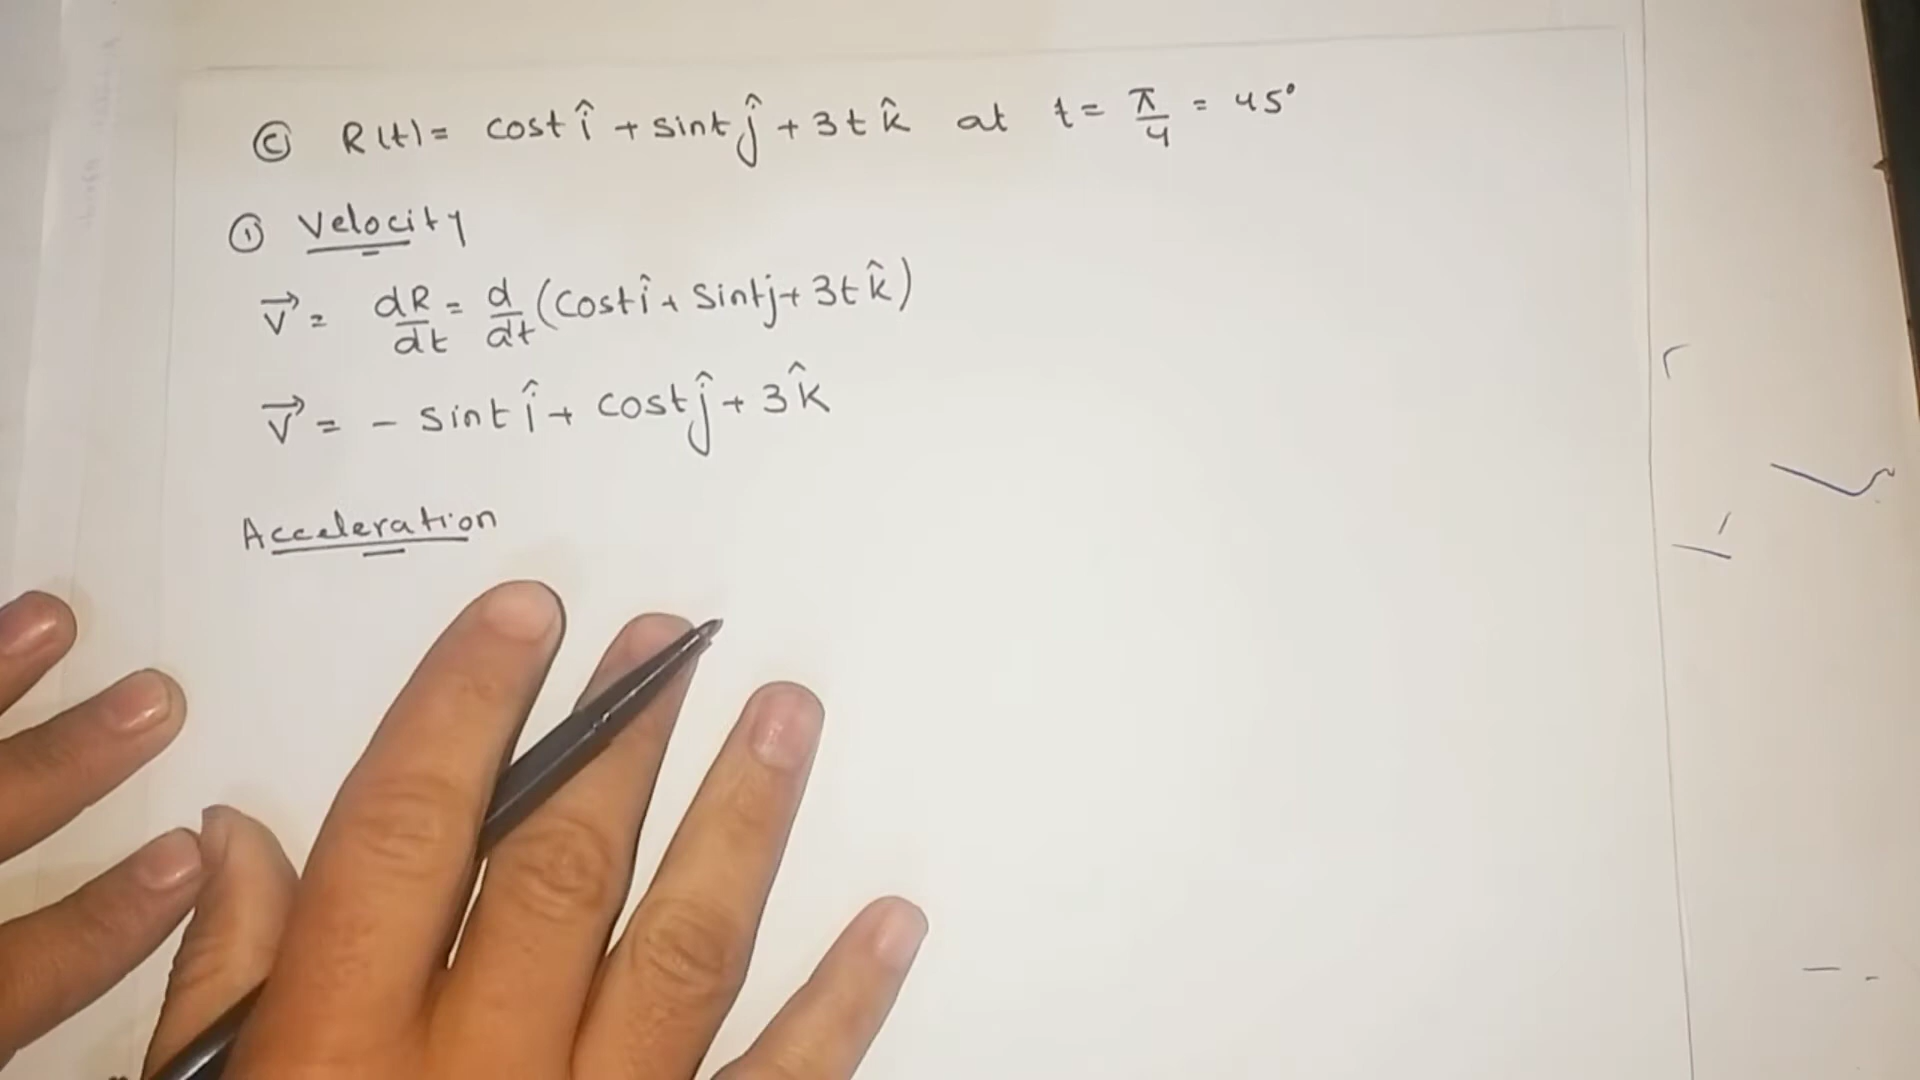 © R(t) = cost î + sint ĵ + 3t k̂ at t = π/4 = 45°
① Velocity
V⃗ = dR/dt = d/dt (Cost î + Sint j + 3t k̂)
V⃗ = - sint î + cost ĵ + 3 k̂
Acceleration